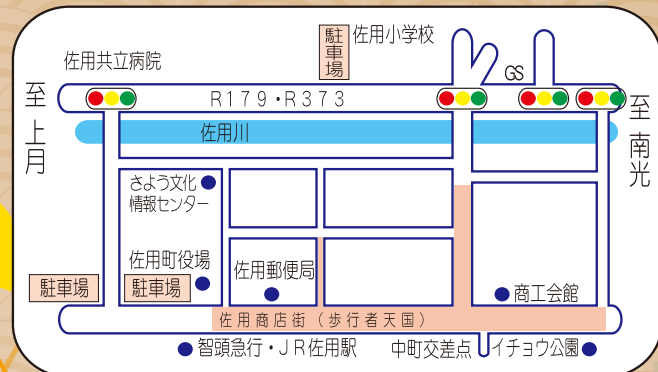 駐車場
佐用小学校
佐用共立病院
GS
至上月
R179・R373
至南光
佐用川
さよう文化
情報センター
佐用町役場
佐用郵便局
駐車場
駐車場
商工会館
佐用商店街(歩行者天国)
智頭急行・JR佐用駅
中町交差点
イチョウ公園